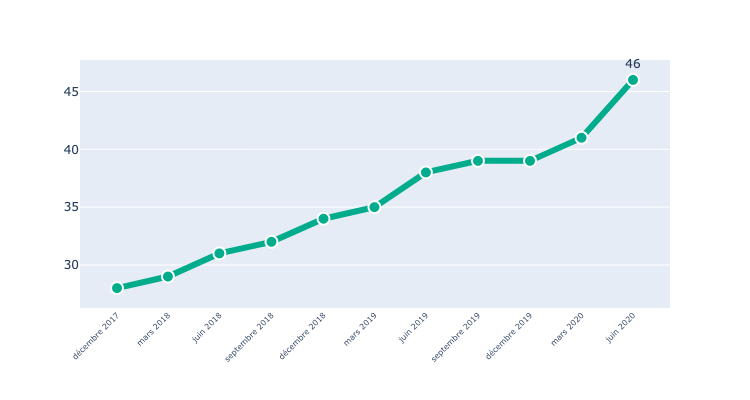 46
45
40
35
30
décembre 2017
mars 2018
juin 2018
septembre 2018
décembre 2018
mars 2019
juin 2019
septembre 2019
décembre 2019
mars 2020
juin 2020